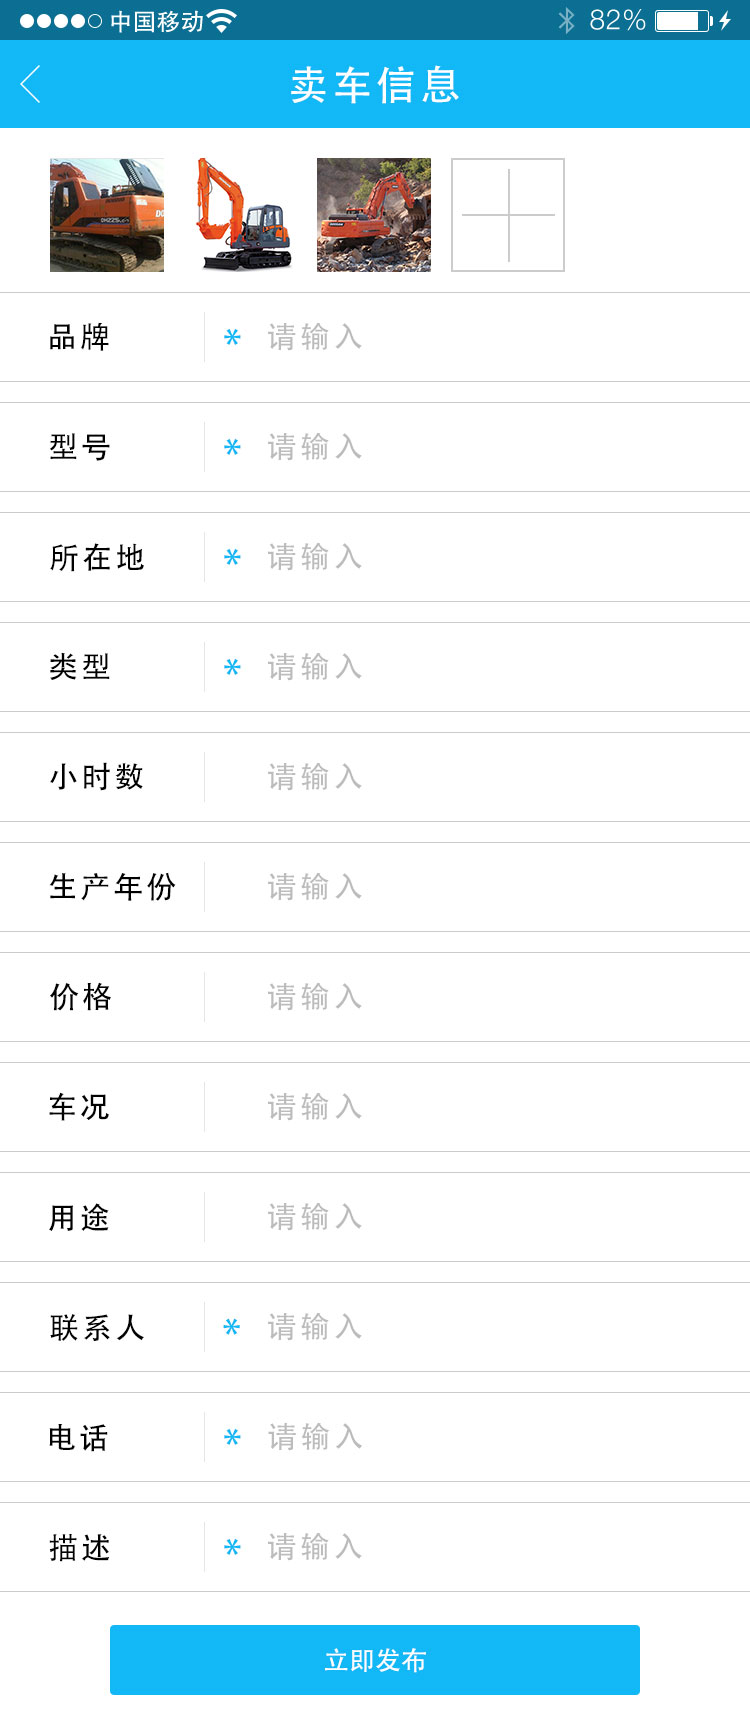 中国移动 82%
卖车信息
DH225LC
品牌 * 请输入
型号 * 请输入
所在地 * 请输入
类型 * 请输入
小时数 请输入
生产年份 请输入
价格 请输入
车况 请输入
用途 请输入
联系人 * 请输入
电话 * 请输入
描述 * 请输入
立即发布